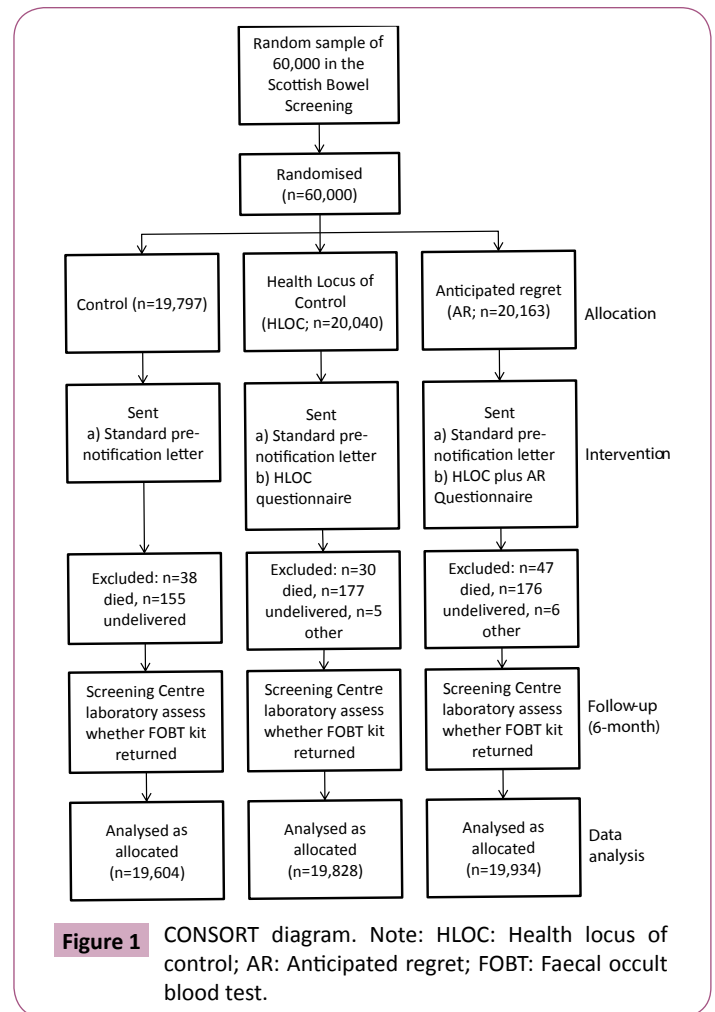 Random sample of
60,000 in the
Scottish Bowel
Screening
Randomised
(n=60,000)
Control (n=19,797)
Health Locus of
Control
(HLOC; n=20,040)
Anticipated regret
(AR; n=20,163)
Allocation
Sent
a) Standard pre-
notification letter
Sent
a) Standard pre-
notification letter
b) HLOC
questionnaire
Sent
a) Standard pre-
notification letter
b) HLOC plus AR
Questionnaire
Intervention
Excluded: n=38
died, n=155
undelivered
Excluded: n=30
died, n=177
undelivered, n=5
other
Excluded: n=47
died, n=176
undelivered, n=6
other
Screening Centre
laboratory assess
whether FOBT kit
returned
Screening Centre
laboratory assess
whether FOBT kit
returned
Screening Centre
laboratory assess
whether FOBT kit
returned
Follow-up
(6-month)
Analysed as
allocated
(n=19,604)
Analysed as
allocated
(n=19,828)
Analysed as
allocated
(n=19,934)
Data
analysis
Figure 1 CONSORT diagram. Note: HLOC: Health locus of
control; AR: Anticipated regret; FOBT: Faecal occult
blood test.